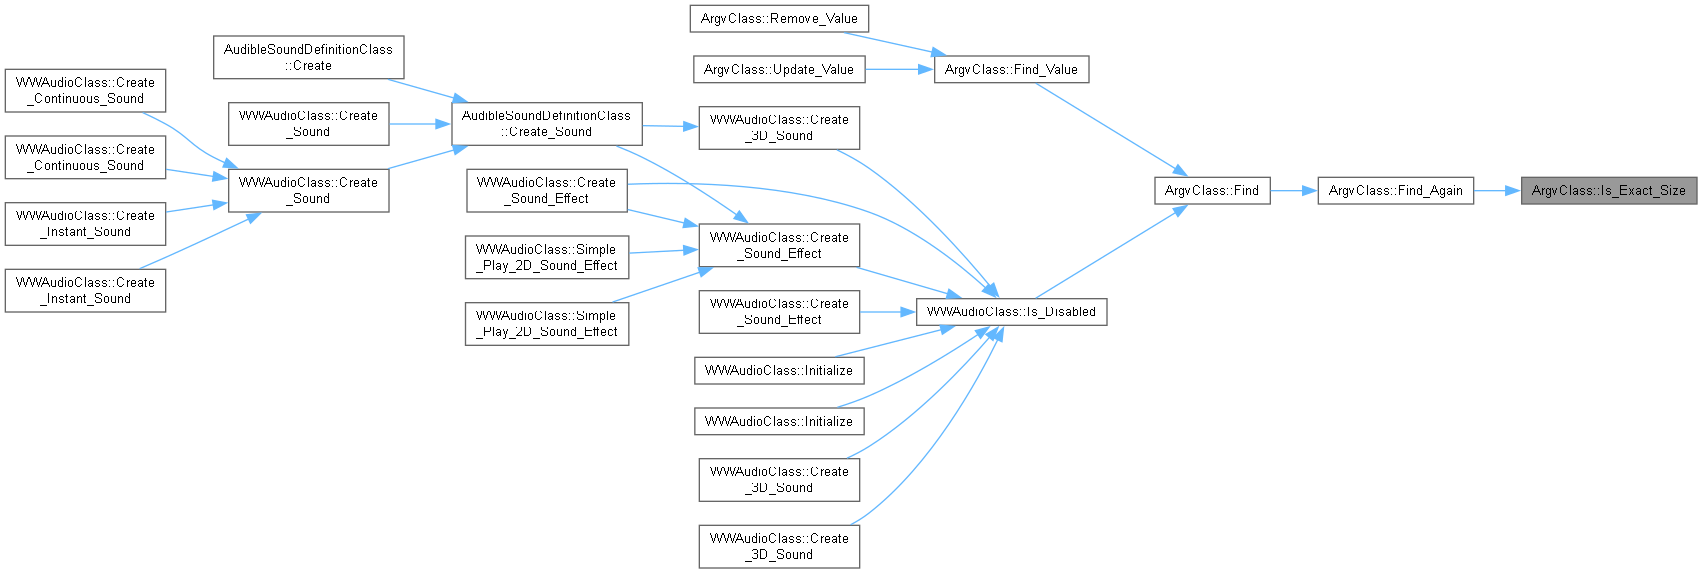 WWAudioClass::Create
_Continuous_Sound
WWAudioClass::Create
_Continuous_Sound
WWAudioClass::Create
_Instant_Sound
WWAudioClass::Create
_Instant_Sound
AudibleSoundDefinitionClass
::Create
WWAudioClass::Create
_Sound
WWAudioClass::Create
_Sound
AudibleSoundDefinitionClass
::Create_Sound
WWAudioClass::Create
_Sound_Effect
WWAudioClass::Simple
_Play_2D_Sound_Effect
WWAudioClass::Simple
_Play_2D_Sound_Effect
ArgvClass::Remove_Value
ArgvClass::Update_Value
WWAudioClass::Create
_3D_Sound
WWAudioClass::Create
_Sound_Effect
WWAudioClass::Create
_Sound_Effect
WWAudioClass::Initialize
WWAudioClass::Initialize
WWAudioClass::Create
_3D_Sound
WWAudioClass::Create
_3D_Sound
ArgvClass::Find_Value
WWAudioClass::Is_Disabled
ArgvClass::Find
ArgvClass::Find_Again
ArgvClass::Is_Exact_Size